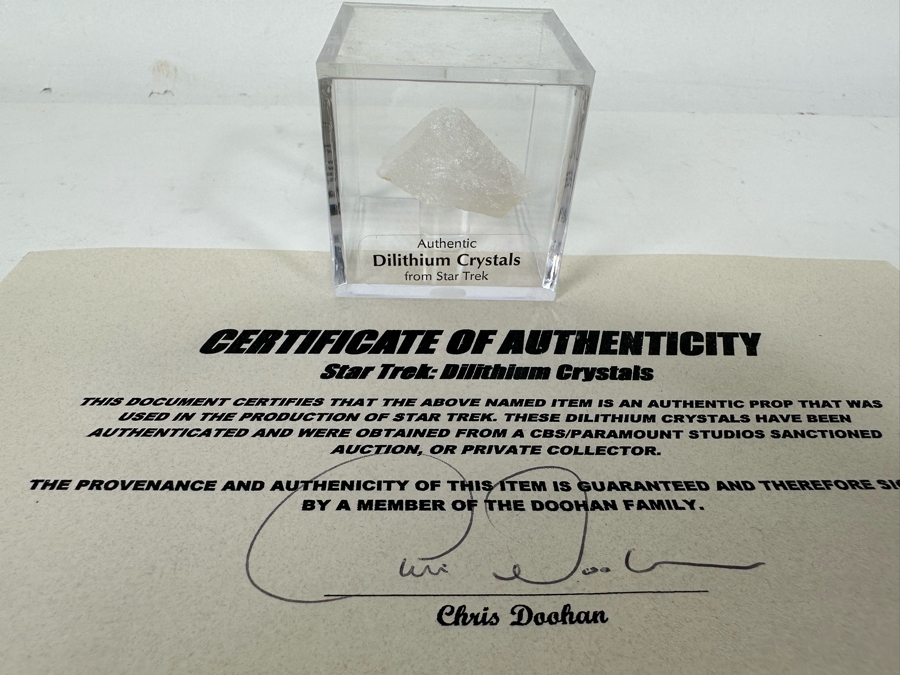 Authentic
Dilithium Crystals
from Star Trek
CERTIFICATE OF AUTHENTICITY
Star Trek: Dilithium Crystals
THIS DOCUMENT CERTIFIES THAT THE ABOVE NAMED ITEM IS AN AUTHENTIC PROP THAT WAS
USED IN THE PRODUCTION OF STAR TREK. THESE DILITHIUM CRYSTALS HAVE BEEN
AUTHENTICATED AND WERE OBTAINED FROM A CBS/PARAMOUNT STUDIOS SANCTIONED
AUCTION, OR PRIVATE COLLECTOR.
THE PROVENANCE AND AUTHENICITY OF THIS ITEM IS GUARANTEED AND THEREFORE
BY A MEMBER OF THE DOOHAN FAMILY.
Chris Doohan
Chris Doohan